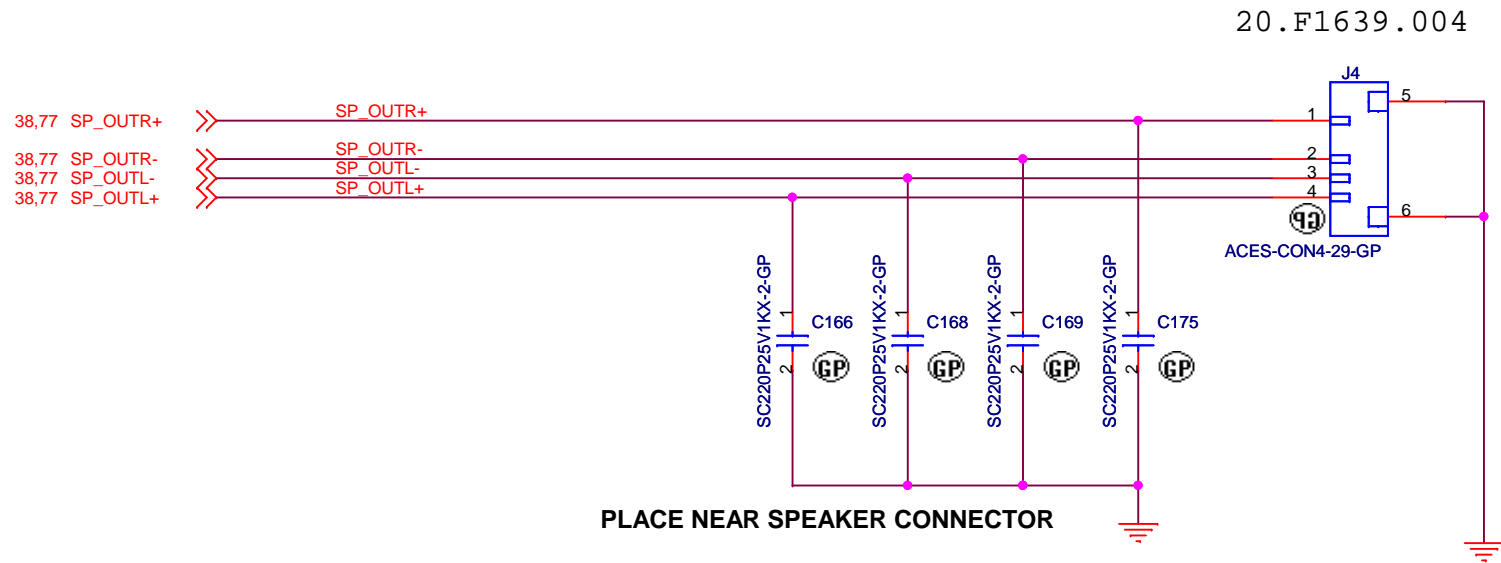 20.F1639.004
J4
38,77 SP_OUTR+ SP_OUTR+ 1 5
38,77 SP_OUTR- SP_OUTR- 2
38,77 SP_OUTL- SP_OUTL- 3
38,77 SP_OUTL+ SP_OUTL+ 4 6
GP
ACES-CON4-29-GP
SC220P25V1KX-2-GP 1 2 C166 GP
SC220P25V1KX-2-GP 1 2 C168 GP
SC220P25V1KX-2-GP 1 2 C169 GP
SC220P25V1KX-2-GP 1 2 C175 GP
PLACE NEAR SPEAKER CONNECTOR